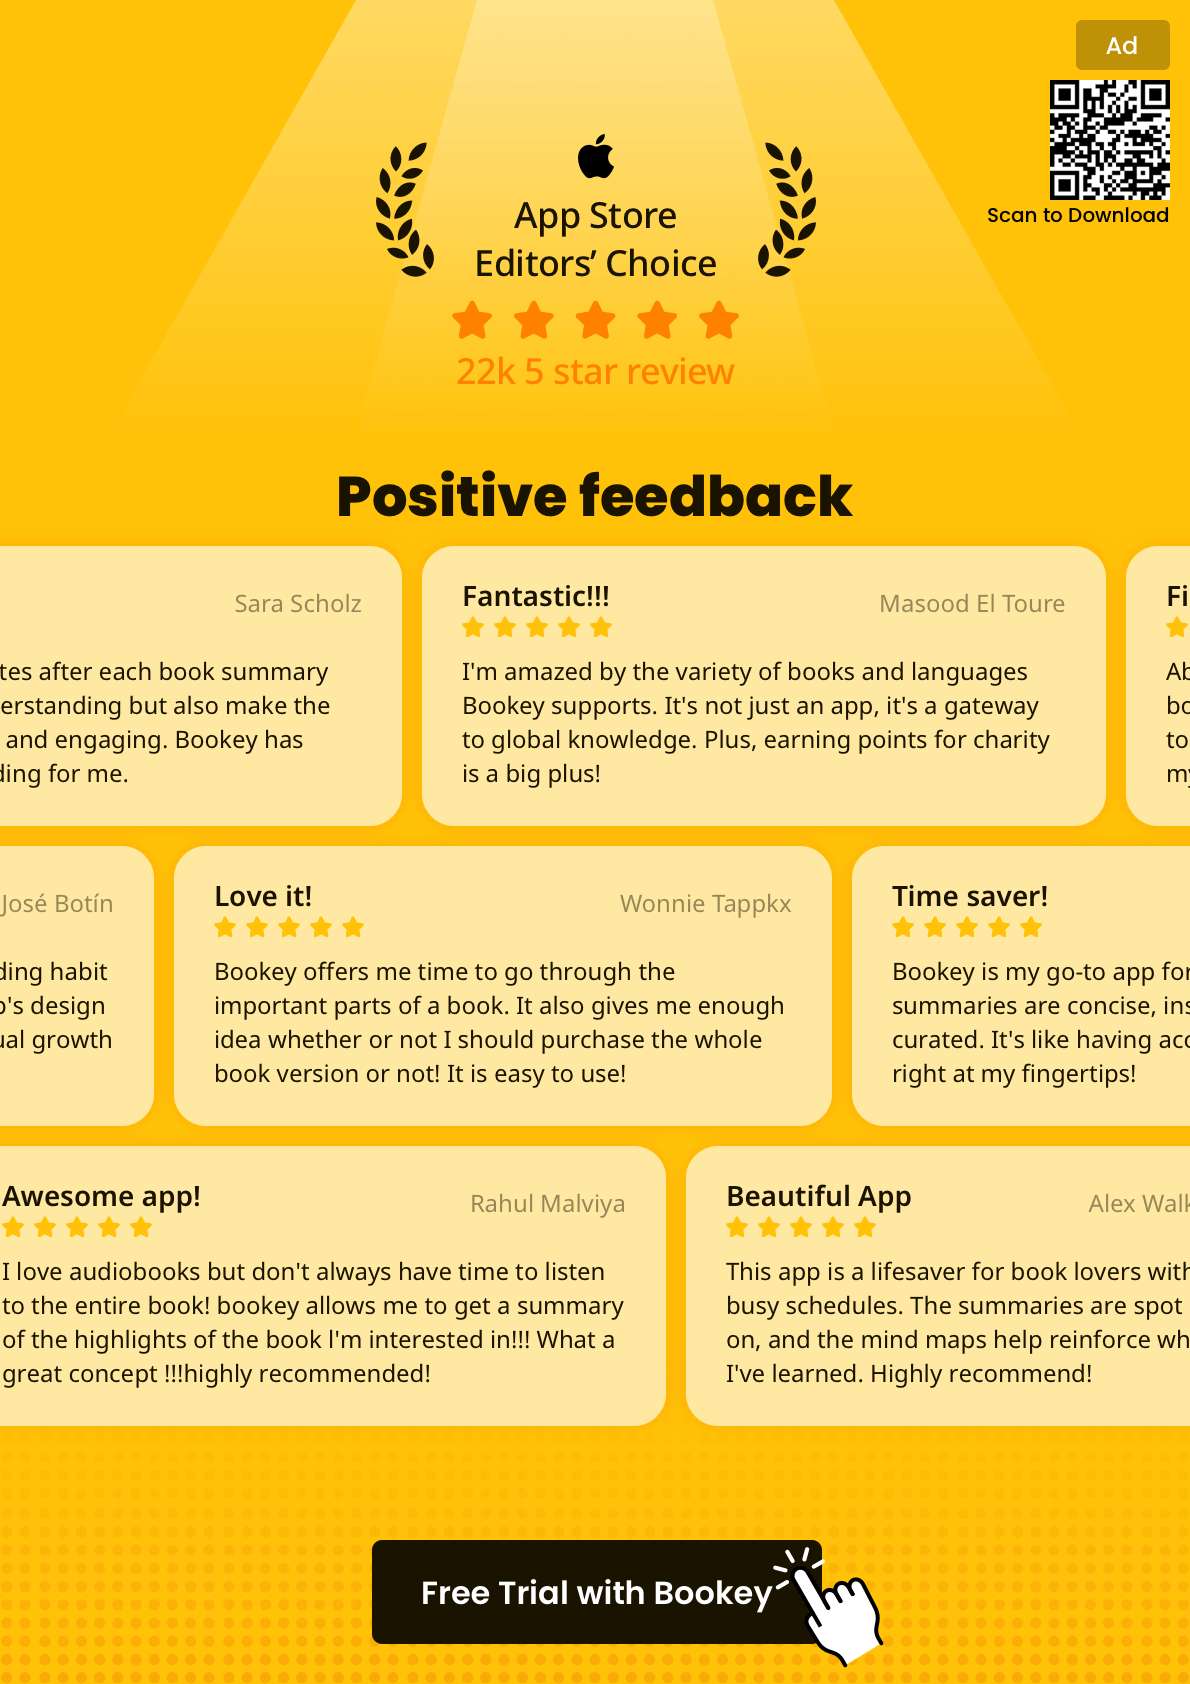 Ad
Scan to Download
App Store
Editors’ Choice
22k 5 star review
Positive feedback
Sara Scholz
tes after each book summary
erstanding but also make the
and engaging. Bookey has
ding for me.
Fantastic!!!
Masood El Toure
I'm amazed by the variety of books and languages
Bookey supports. It's not just an app, it's a gateway
to global knowledge. Plus, earning points for charity
is a big plus!
Fi
Ab
bo
to
my
José Botín
ding habit
o's design
ual growth
Love it!
Wonnie Tappkx
Bookey offers me time to go through the
important parts of a book. It also gives me enough
idea whether or not I should purchase the whole
book version or not! It is easy to use!
Time saver!
Bookey is my go-to app for
summaries are concise, ins
curated. It's like having acc
right at my fingertips!
Awesome app!
Rahul Malviya
I love audiobooks but don't always have time to listen
to the entire book! bookey allows me to get a summary
of the highlights of the book l'm interested in!!! What a
great concept !!!highly recommended!
Beautiful App
Alex Walk
This app is a lifesaver for book lovers with
busy schedules. The summaries are spot
on, and the mind maps help reinforce wh
I've learned. Highly recommend!
Free Trial with Bookey